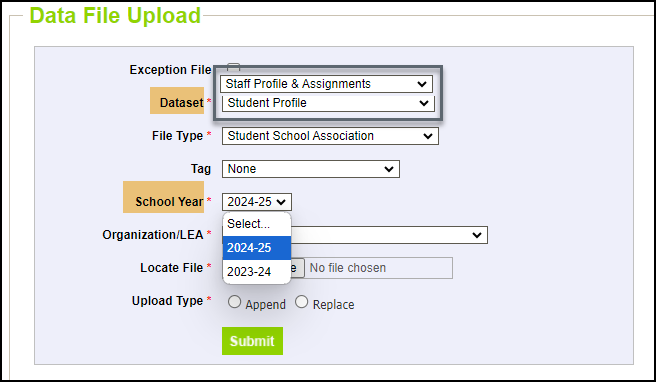 Data File Upload
Exception File
Staff Profile & Assignments
Dataset * Student Profile
File Type * Student School Association
Tag None
School Year * 2024-25
Select...
Organization/LEA *
2024-25
Locate File * No file chosen
2023-24
Upload Type * Append Replace
Submit